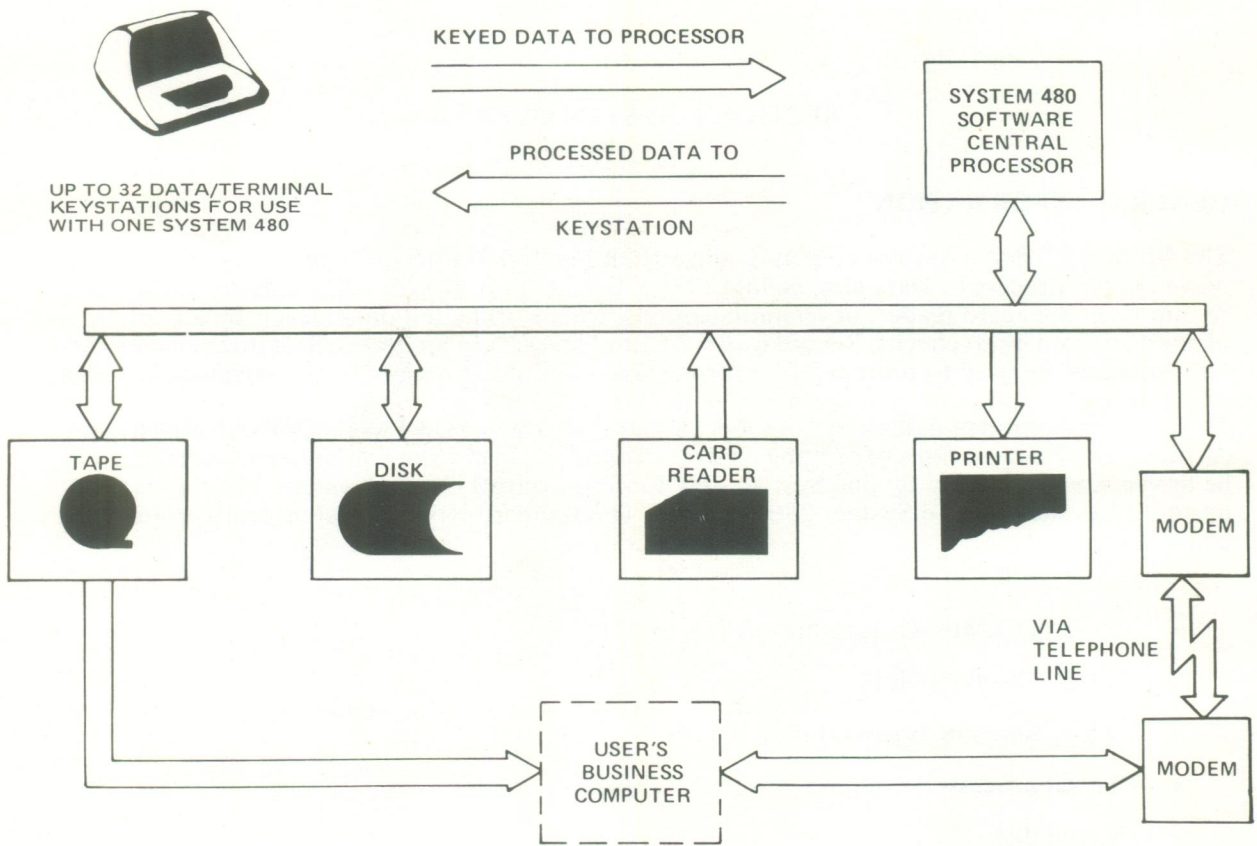 KEYED DATA TO PROCESSOR
SYSTEM 480
SOFTWARE
CENTRAL
PROCESSOR
PROCESSED DATA TO
KEYSTATION
UP TO 32 DATA/TERMINAL
KEYSTATIONS FOR USE
WITH ONE SYSTEM 480
TAPE
DISK
CARD
READER
PRINTER
MODEM
VIA
TELEPHONE
LINE
USER'S
BUSINESS
COMPUTER
MODEM